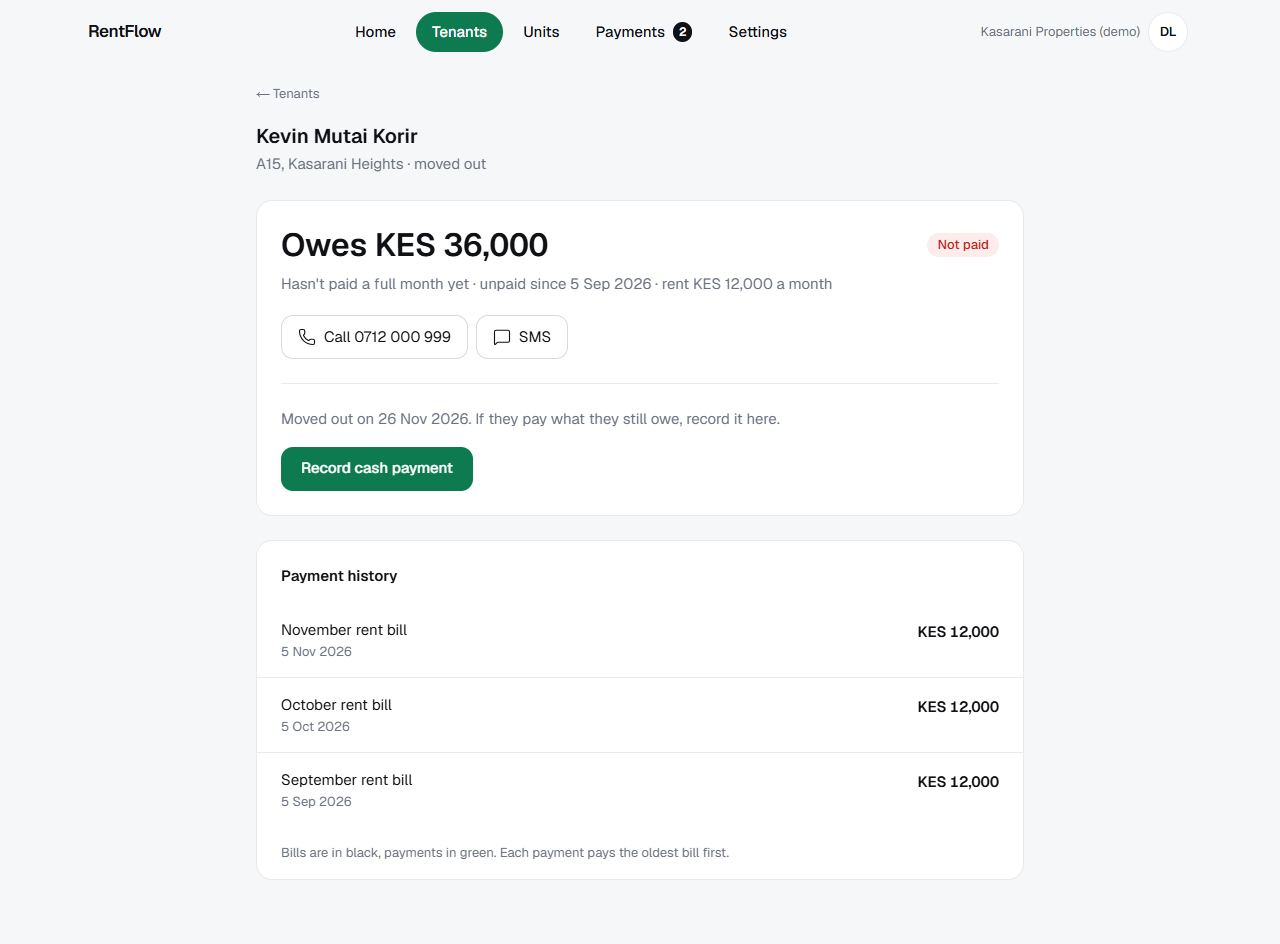 RentFlow
Home
Tenants
Units
Payments 2
Settings
Kasarani Properties (demo)
DL
← Tenants
Kevin Mutai Korir
A15, Kasarani Heights · moved out
Owes KES 36,000
Not paid
Hasn't paid a full month yet · unpaid since 5 Sep 2026 · rent KES 12,000 a month
Call 0712 000 999
SMS
Moved out on 26 Nov 2026. If they pay what they still owe, record it here.
Record cash payment
Payment history
November rent bill
KES 12,000
5 Nov 2026
October rent bill
KES 12,000
5 Oct 2026
September rent bill
KES 12,000
5 Sep 2026
Bills are in black, payments in green. Each payment pays the oldest bill first.